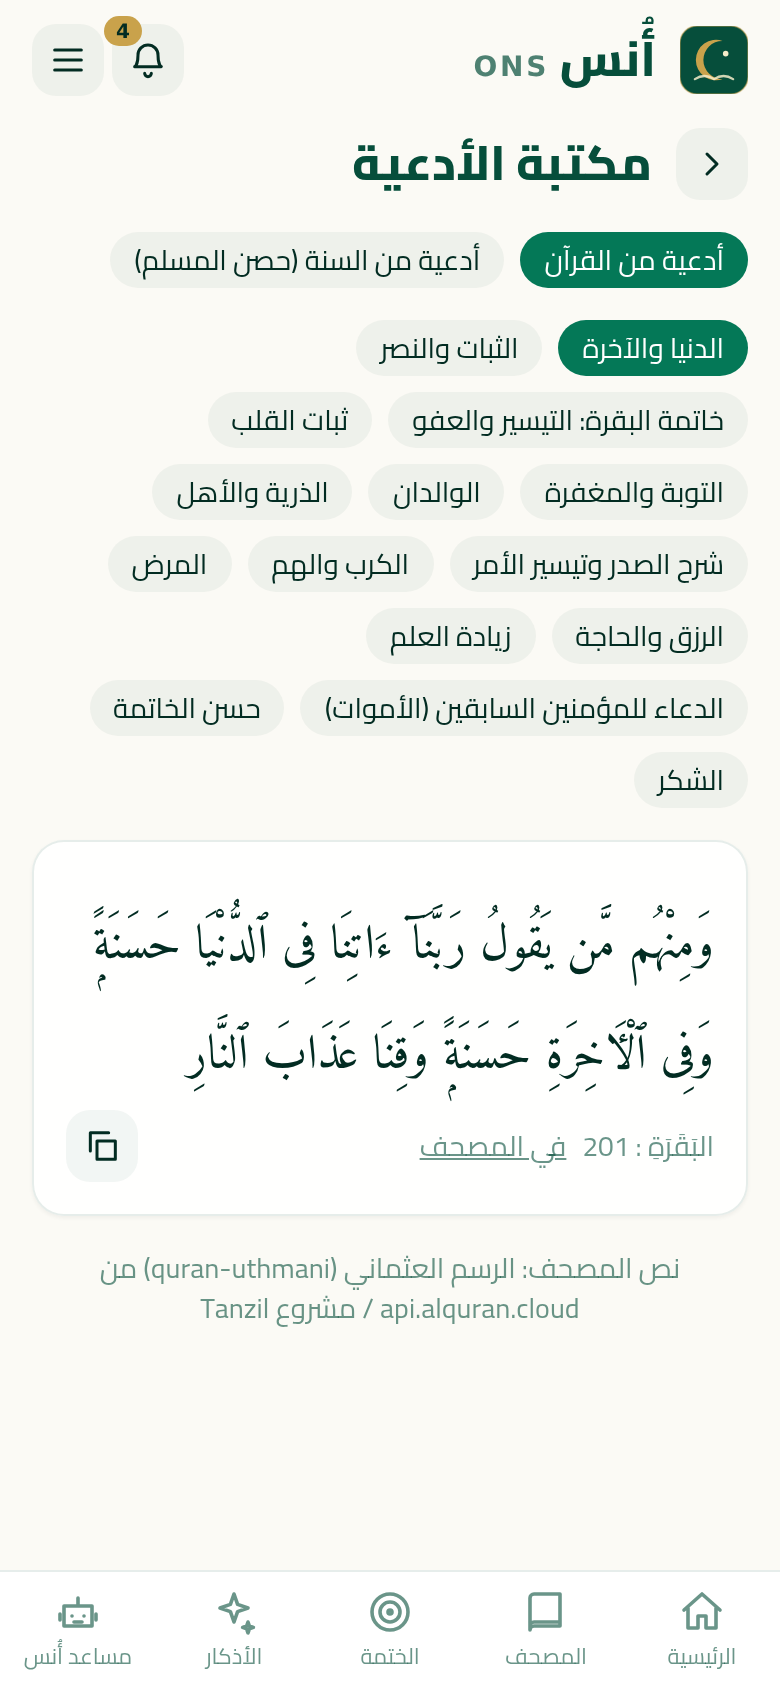 أُنس ONS
4
مكتبة الأدعية
أدعية من القرآن
أدعية من السنة (حصن المسلم)
الدنيا والآخرة
الثبات والنصر
خاتمة البقرة: التيسير والعفو
ثبات القلب
التوبة والمغفرة
الوالدان
الذرية والأهل
شرح الصدر وتيسير الأمر
الكرب والهم
المرض
الرزق والحاجة
زيادة العلم
الدعاء للمؤمنين السابقين (الأموات)
حسن الخاتمة
الشكر
وَمِنْهُم مَّن يَقُولُ رَبَّنَآ ءَاتِنَا فِى ٱلدُّنْيَا حَسَنَةًۭ
وَفِى ٱلْـَٔاخِرَةِ حَسَنَةًۭ وَقِنَا عَذَابَ ٱلنَّارِ
البَقَرَةِ : 201 في المصحف
نص المصحف: الرسم العثماني (quran-uthmani) من
api.alquran.cloud / مشروع Tanzil
الرئيسية
المصحف
الختمة
الأذكار
مساعد أُنس